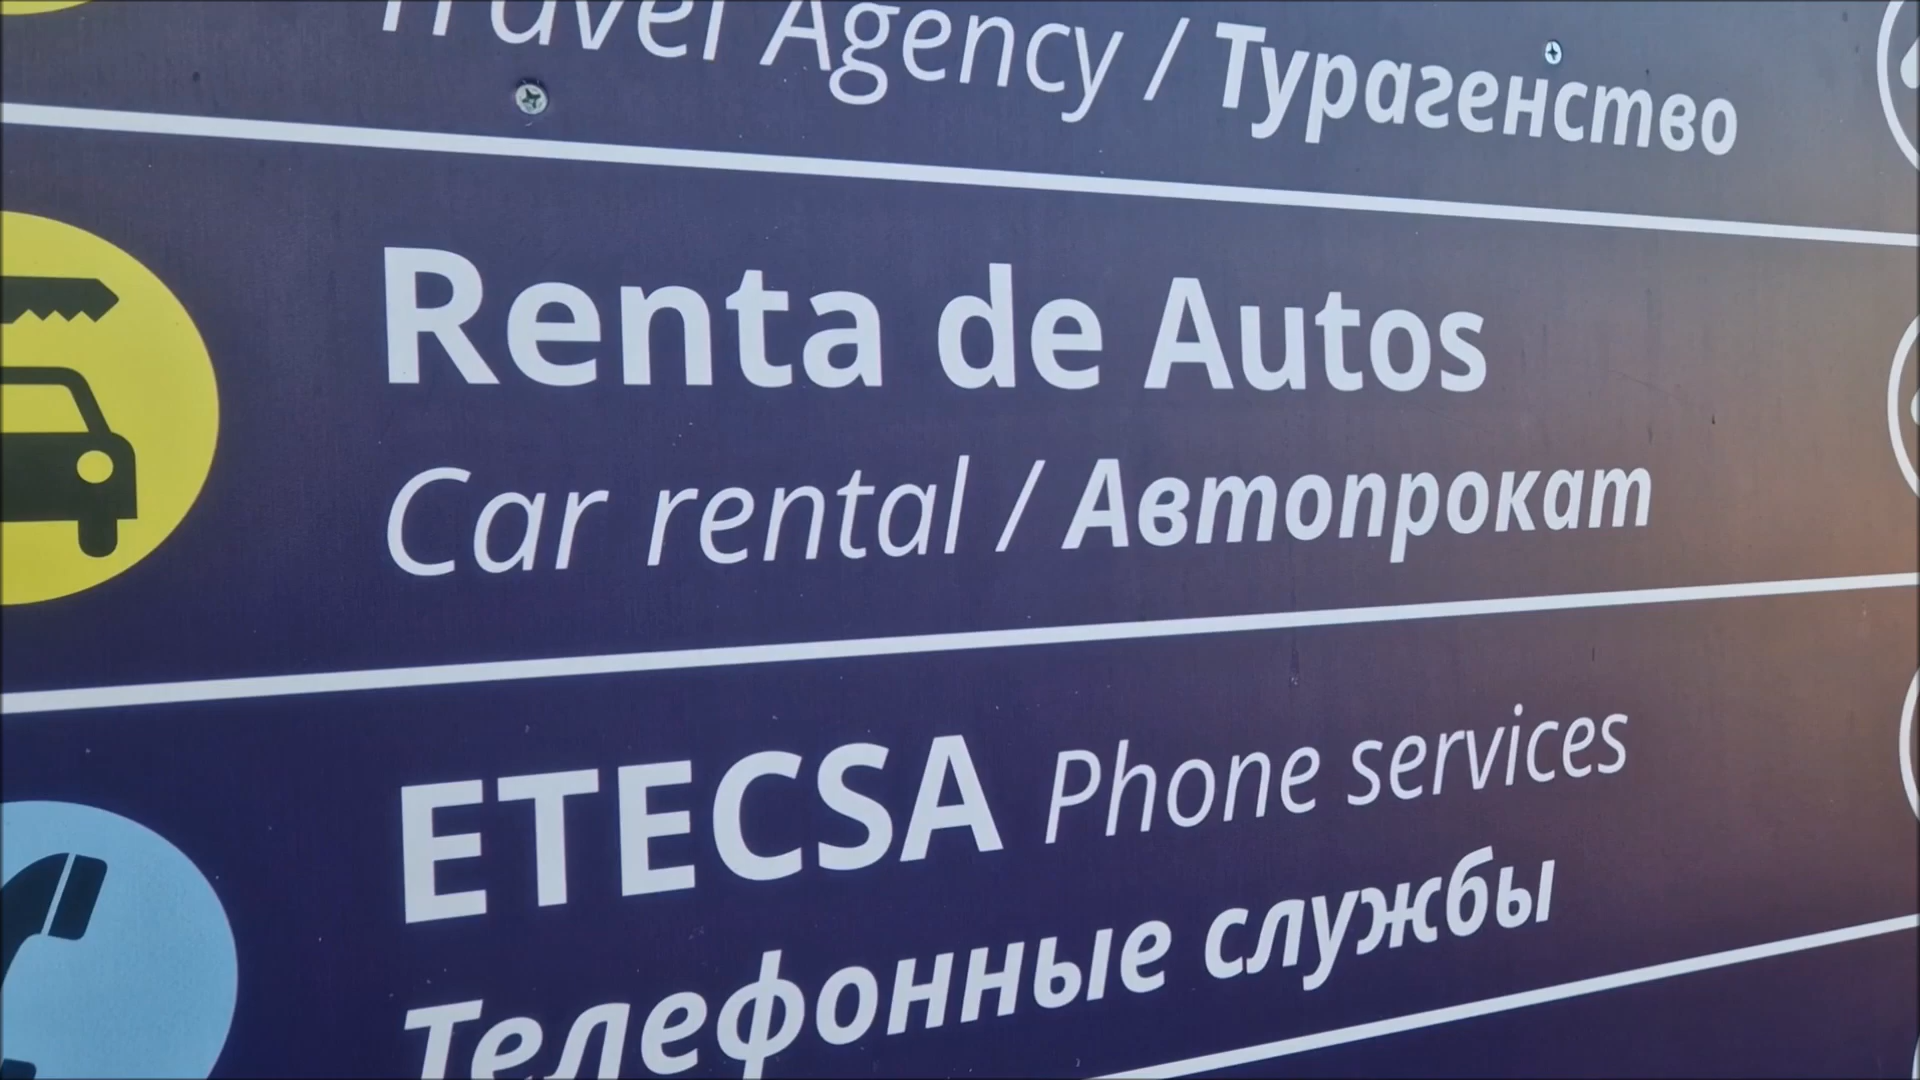 Travel Agency / Турагенство
Renta de Autos
Car rental / Автопрокат
ETECSA Phone services
Телефонные службы